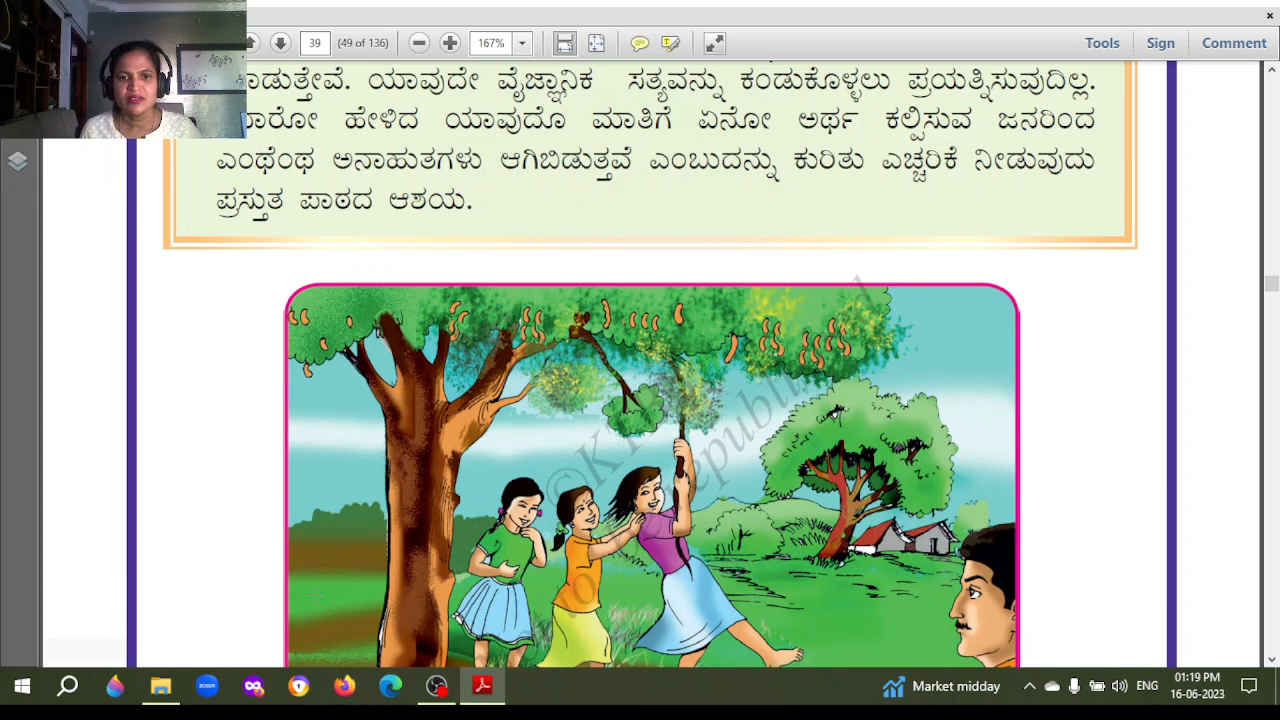 39 (49 of 136) 167% Tools Sign Comment
ಯಾವುದೇ ವೈಜ್ಞಾನಿಕ ಸತ್ಯವನ್ನು ಕಂಡುಕೊಳ್ಳಲು ಪ್ರಯತ್ನಿಸುವುದಿಲ್ಲ.
ಹೇಳಿದ ಯಾವುದೊ ಮಾತಿಗೆ ಏನೋ ಅರ್ಥ ಕಲ್ಪಿಸುವ ಜನರಿಂದ
ಎಂಥೆಂಥ ಅನಾಹುತಗಳು ಆಗಿಬಿಡುತ್ತವೆ ಎಂಬುದನ್ನು ಕುರಿತು ಎಚ್ಚರಿಕೆ ನೀಡುವುದು
ಪ್ರಸ್ತುತ ಪಾಠದ ಆಶಯ.
zoom
Market midday
ENG
01:19 PM
16-06-2023